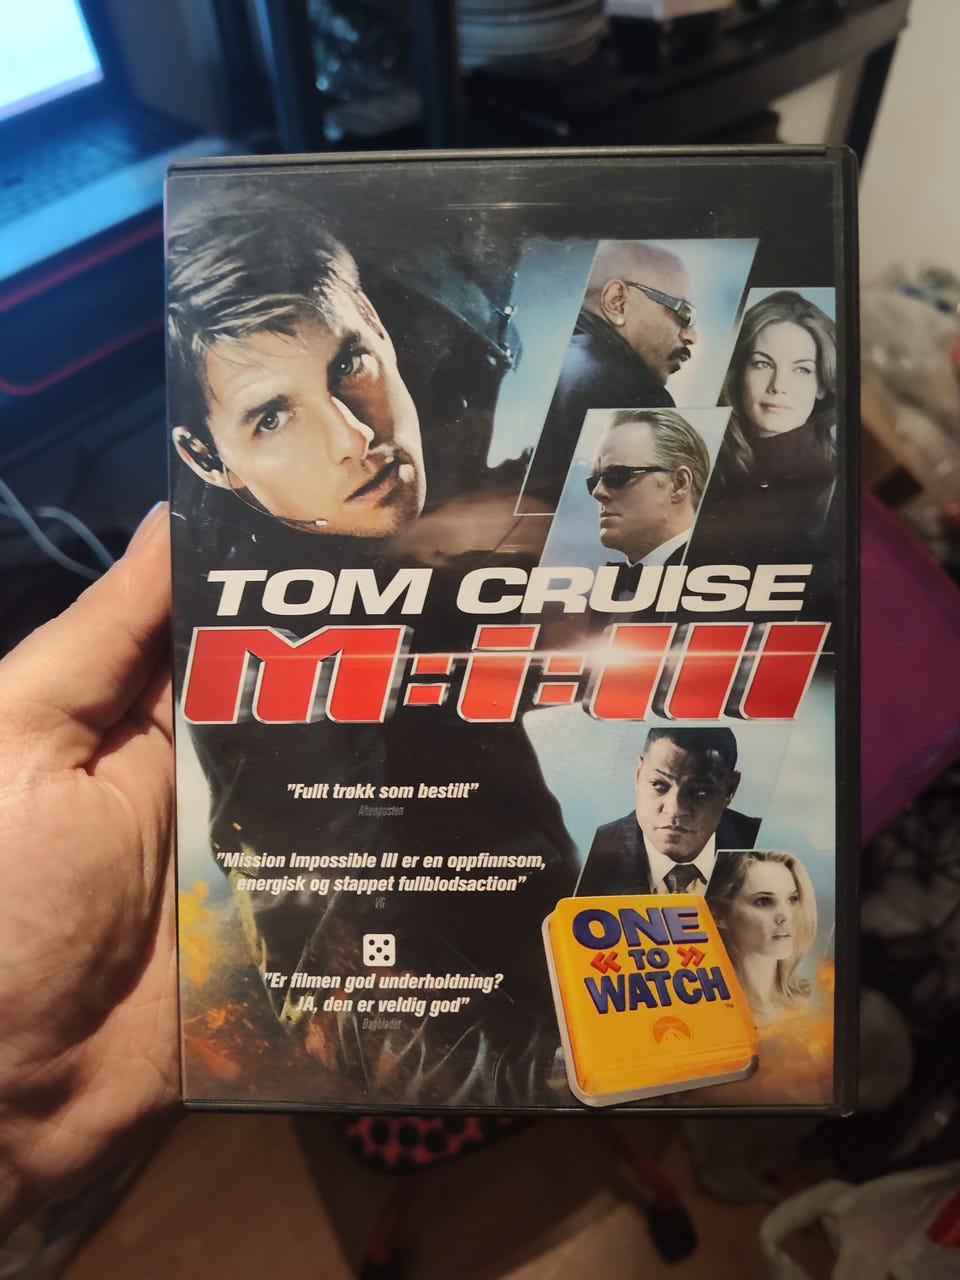 TOM CRUISE
M:i:III
"Fullt trøkk som bestilt"
Aftenposten
"Mission Impossible III er en oppfinnsom,
energisk og stappet fullblodsaction"
VG
"Er filmen god underholdning?
JA, den er veldig god"
Dagbladet
ONE
« TO »
WATCH™